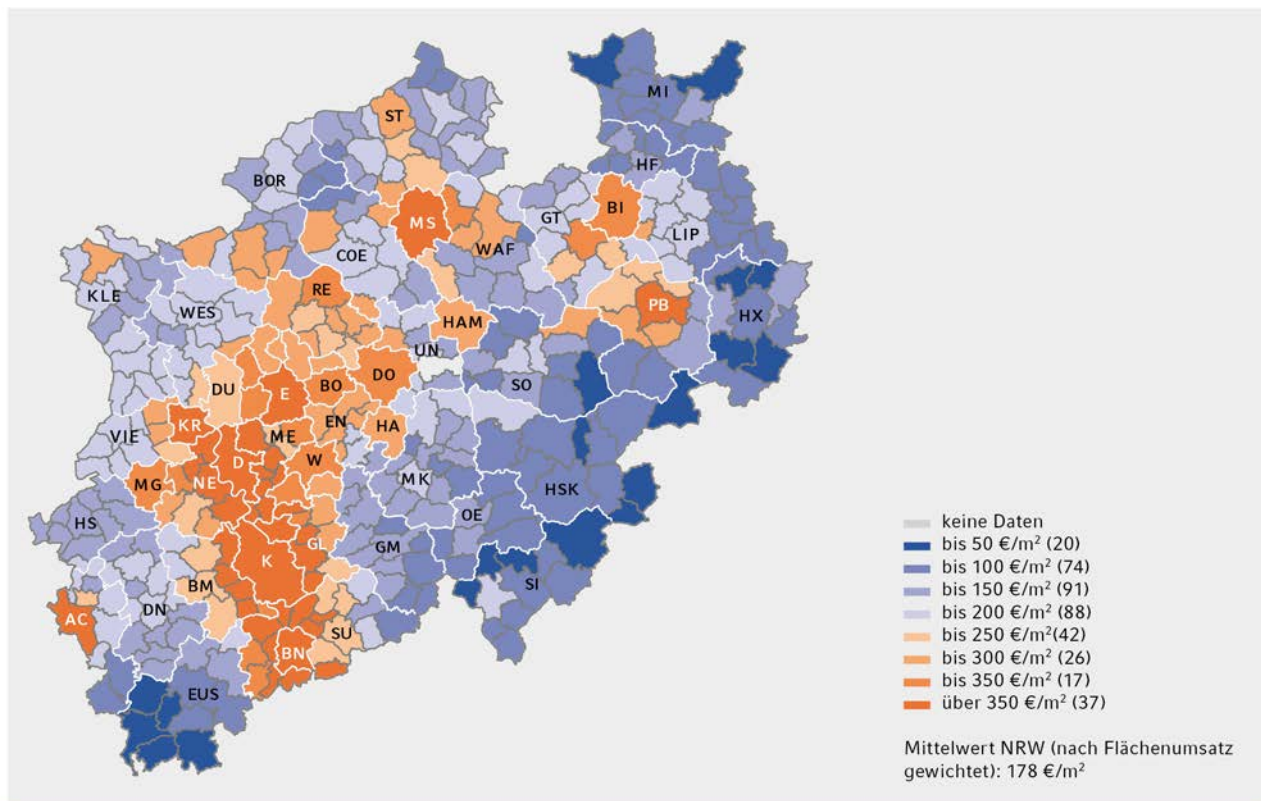 MI
ST
HF
BOR
BI
GT
MS
LIP
WAF
COE
RE
KLE
PB
HX
WES
HAM
UN
DO
SO
DU
E
BO
EN
HA
KR
ME
VIE
D
W
MG
NE
MK
HSK
HS
OE
GL
GM
K
SI
BM
DN
AC
SU
BN
EUS
keine Daten
bis 50 €/m² (20)
bis 100 €/m² (74)
bis 150 €/m² (91)
bis 200 €/m² (88)
bis 250 €/m²(42)
bis 300 €/m² (26)
bis 350 €/m² (17)
über 350 €/m² (37)
Mittelwert NRW (nach Flächenumsatz
gewichtet): 178 €/m²